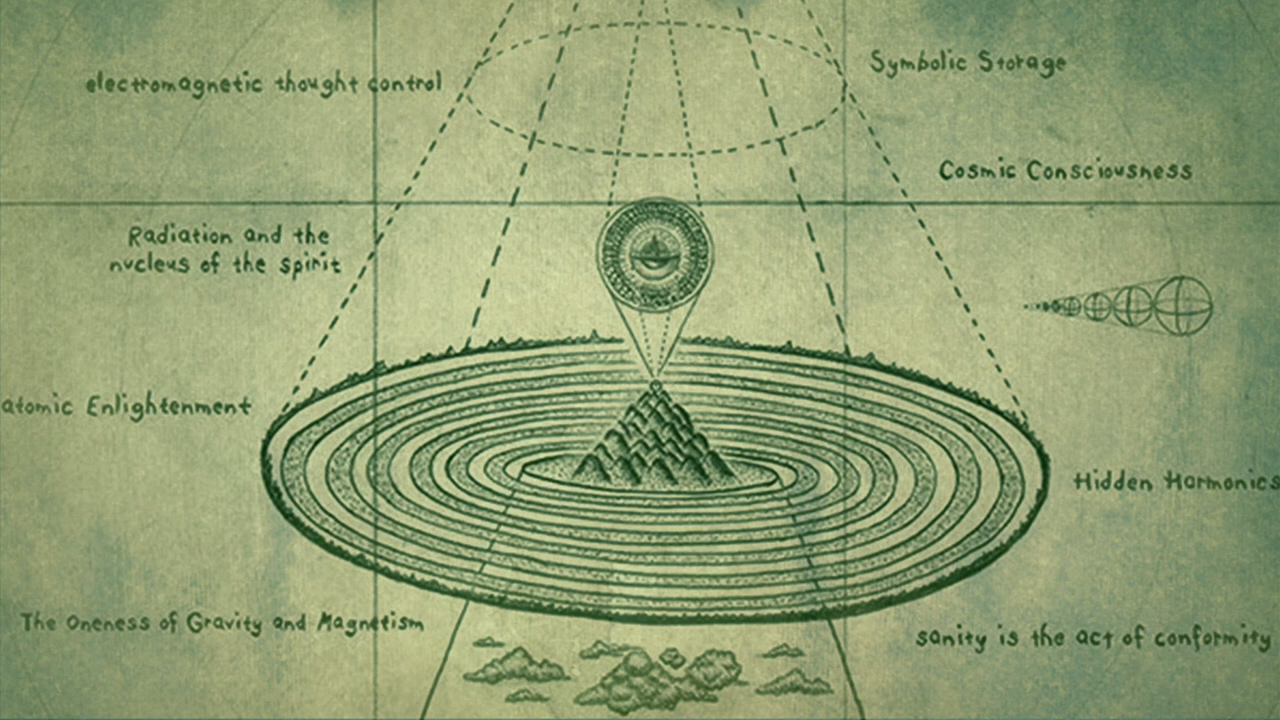 electromagnetic thought control
Symbolic Storage
Cosmic Consciousness
Radiation and the
nucleus of the spirit
atomic Enlightenment
Hidden Harmonics
The Oneness of Gravity and Magnetism
sanity is the act of conformity